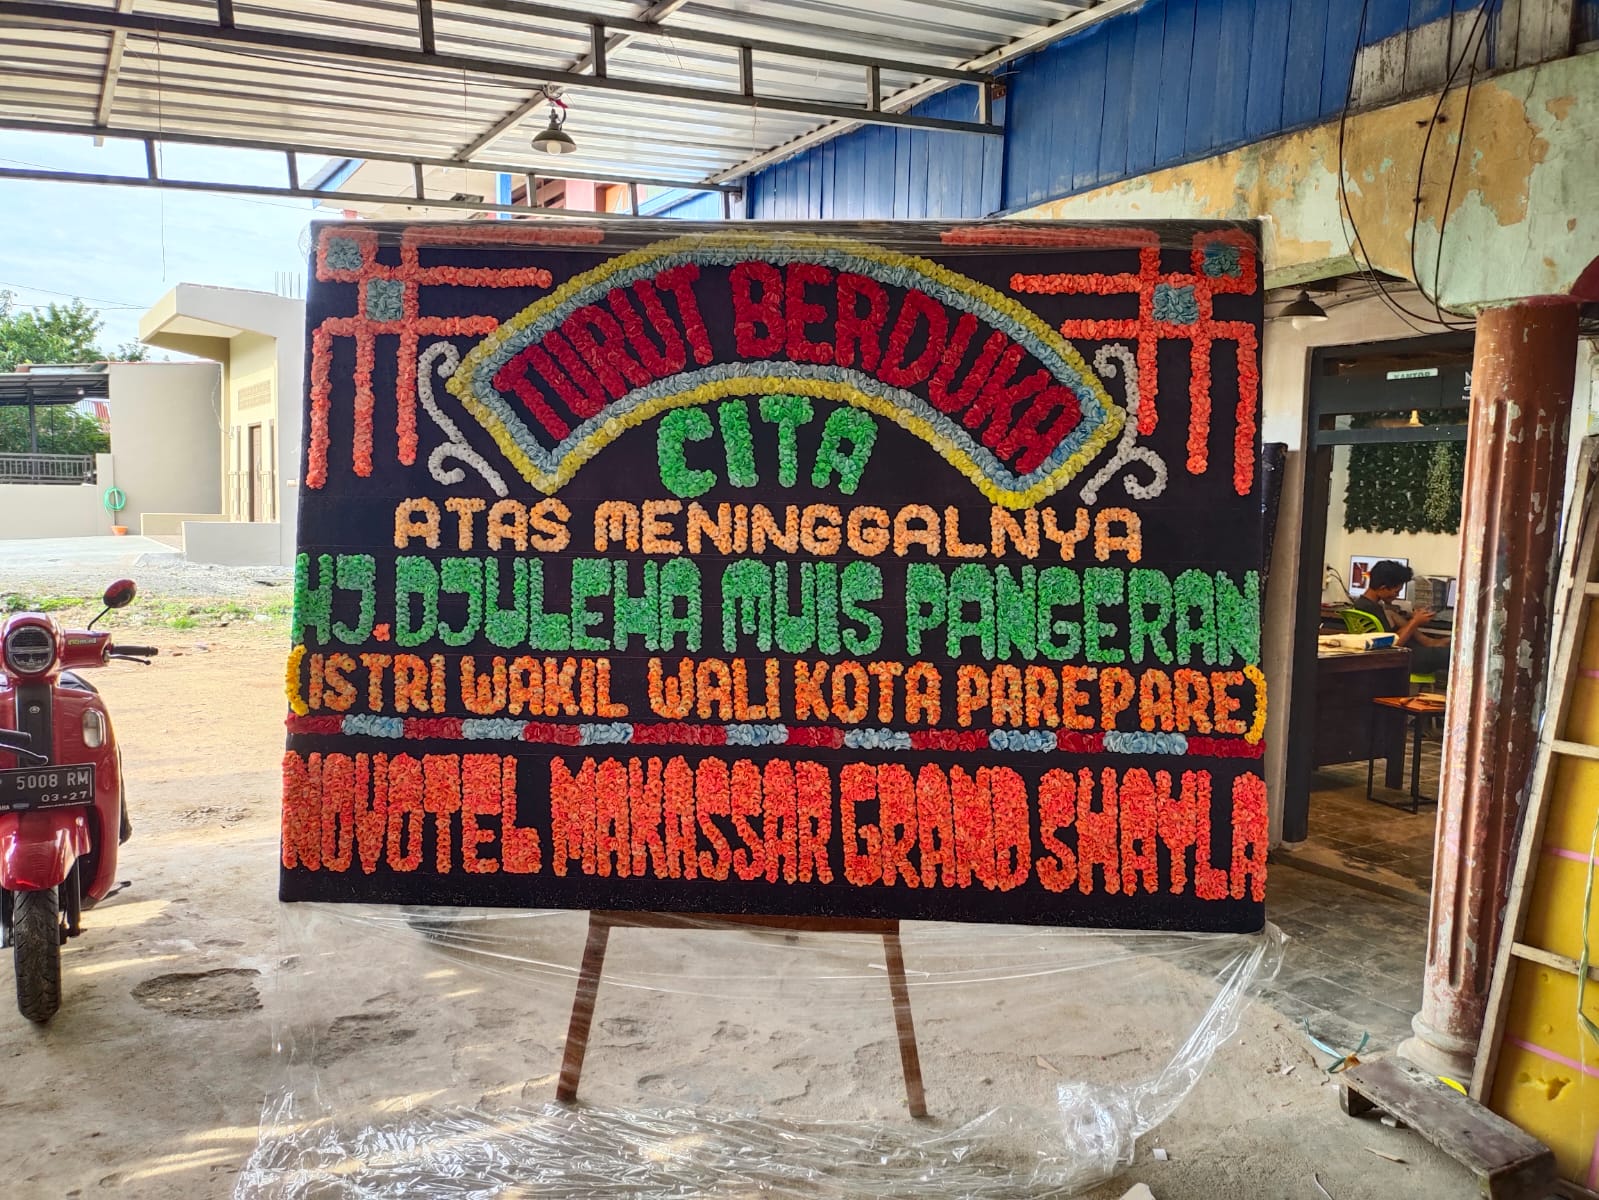 TURUT BERDUKA
CITA
ATAS MENINGGALNYA
HJ. DJULEHA MUIS PANGERAN
(ISTRI WAKIL WALI KOTA PAREPARE)
NOVOTEL MAKASSAR GRAND SHAYLA
5008 RM
03-27
KANTOR